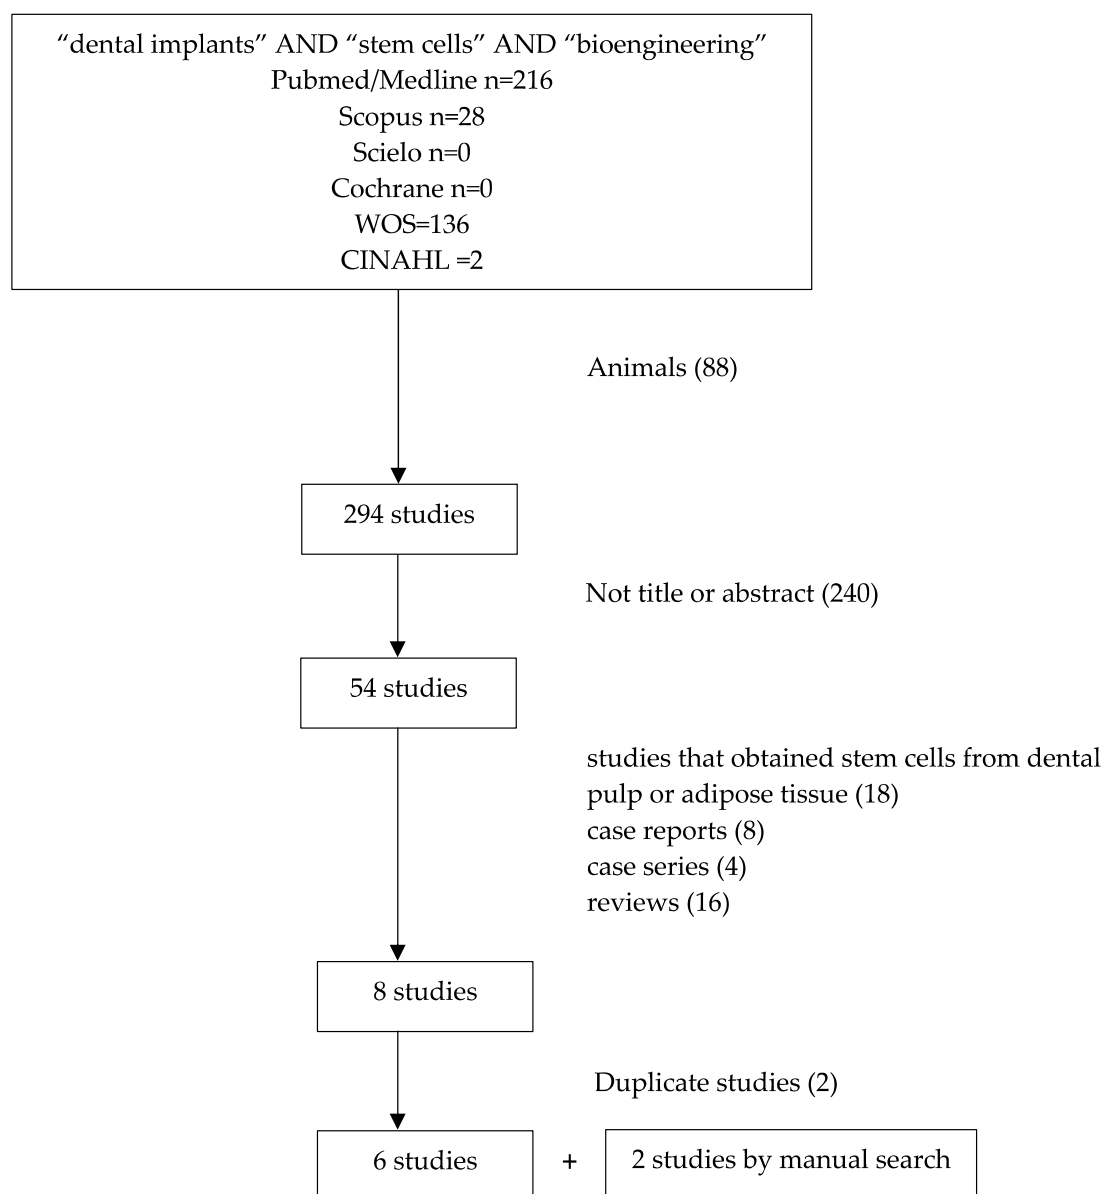 “dental implants” AND “stem cells” AND “bioengineering”
Pubmed/Medline n=216
Scopus n=28
Scielo n=0
Cochrane n=0
WOS=136
CINAHL =2
Animals (88)
294 studies
Not title or abstract (240)
54 studies
studies that obtained stem cells from dental
pulp or adipose tissue (18)
case reports (8)
case series (4)
reviews (16)
8 studies
Duplicate studies (2)
6 studies + 2 studies by manual search